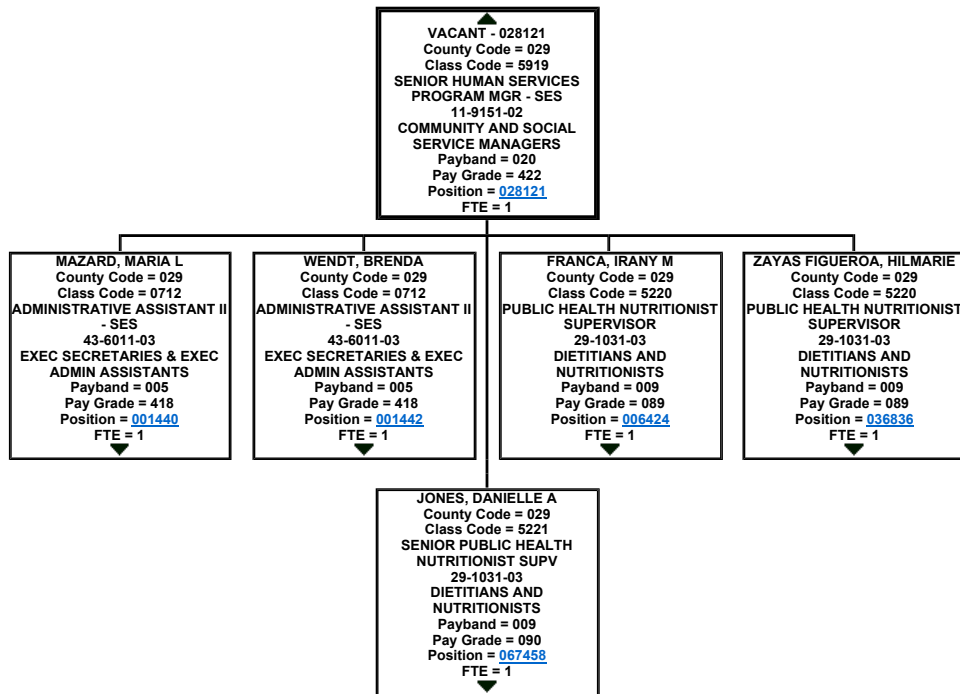 VACANT - 028121
County Code = 029
Class Code = 5919
SENIOR HUMAN SERVICES
PROGRAM MGR - SES
11-9151-02
COMMUNITY AND SOCIAL
SERVICE MANAGERS
Payband = 020
Pay Grade = 422
Position = 028121
FTE = 1
MAZARD, MARIA L
County Code = 029
Class Code = 0712
ADMINISTRATIVE ASSISTANT II
- SES
43-6011-03
EXEC SECRETARIES & EXEC
ADMIN ASSISTANTS
Payband = 005
Pay Grade = 418
Position = 001440
FTE = 1
WENDT, BRENDA
County Code = 029
Class Code = 0712
ADMINISTRATIVE ASSISTANT II
- SES
43-6011-03
EXEC SECRETARIES & EXEC
ADMIN ASSISTANTS
Payband = 005
Pay Grade = 418
Position = 001442
FTE = 1
FRANCA, IRANY M
County Code = 029
Class Code = 5220
PUBLIC HEALTH NUTRITIONIST
SUPERVISOR
29-1031-03
DIETITIANS AND
NUTRITIONISTS
Payband = 009
Pay Grade = 089
Position = 006424
FTE = 1
ZAYAS FIGUEROA, HILMARIE
County Code = 029
Class Code = 5220
PUBLIC HEALTH NUTRITIONIST
SUPERVISOR
29-1031-03
DIETITIANS AND
NUTRITIONISTS
Payband = 009
Pay Grade = 089
Position = 036836
FTE = 1
JONES, DANIELLE A
County Code = 029
Class Code = 5221
SENIOR PUBLIC HEALTH
NUTRITIONIST SUPV
29-1031-03
DIETITIANS AND
NUTRITIONISTS
Payband = 009
Pay Grade = 090
Position = 067458
FTE = 1